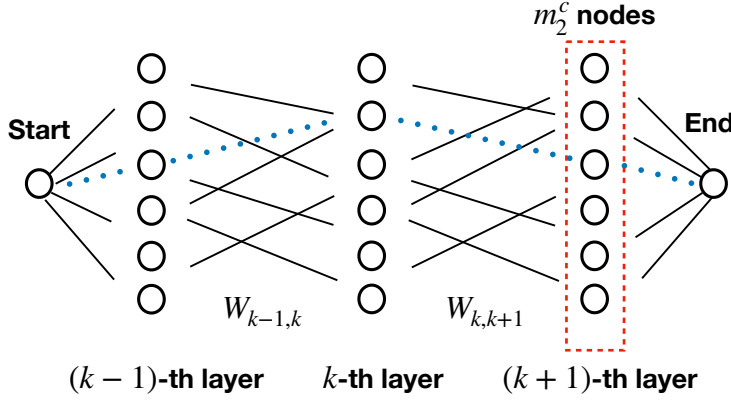 $m_2^c$ nodes
Start
End
$W_{k-1,k}$
$W_{k,k+1}$
$(k-1)$-th layer
$k$-th layer
$(k+1)$-th layer